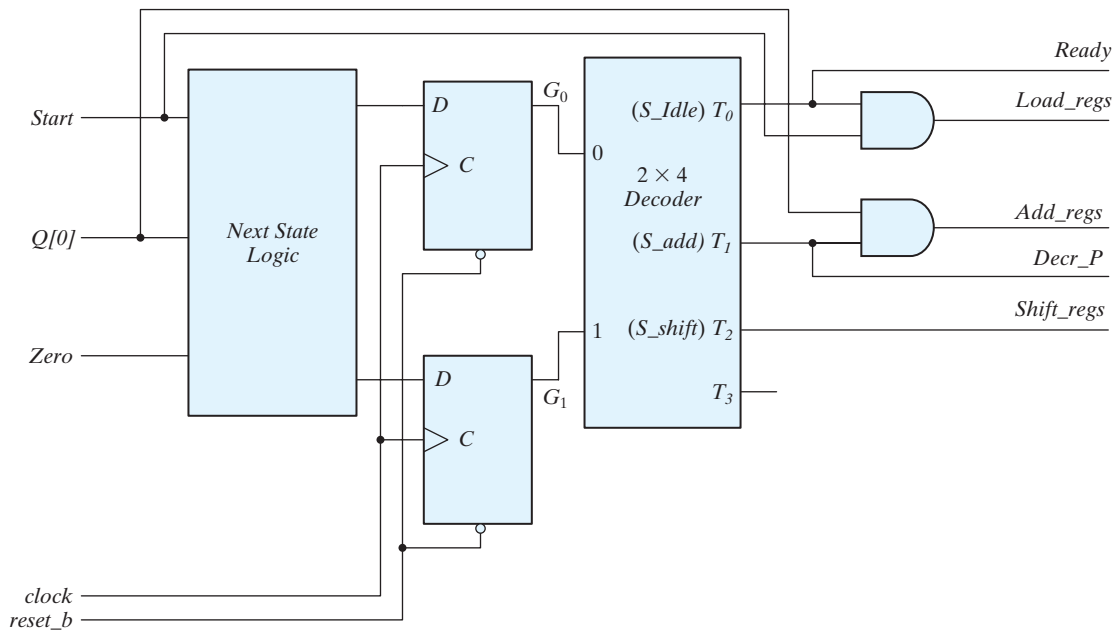 Ready
Start
D
G0
(S_Idle) T0
Load_regs
C
0
2 × 4
Decoder
Q[0]
Next State
Logic
(S_add) T1
Add_regs
Decr_P
Shift_regs
1
(S_shift) T2
Zero
D
G1
T3
C
clock
reset_b